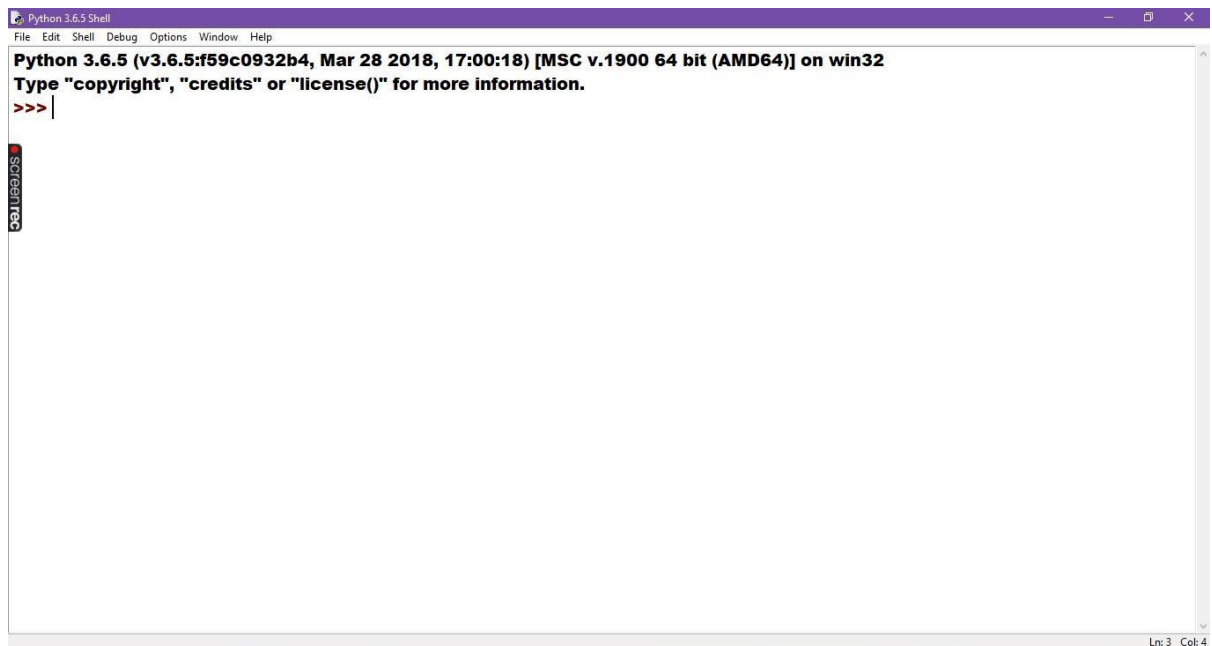 Python 3.6.5 Shell
File Edit Shell Debug Options Window Help
Python 3.6.5 (v3.6.5:f59c0932b4, Mar 28 2018, 17:00:18) [MSC v.1900 64 bit (AMD64)] on win32
Type "copyright", "credits" or "license()" for more information.
>>>
screenrec
Ln: 3 Col: 4